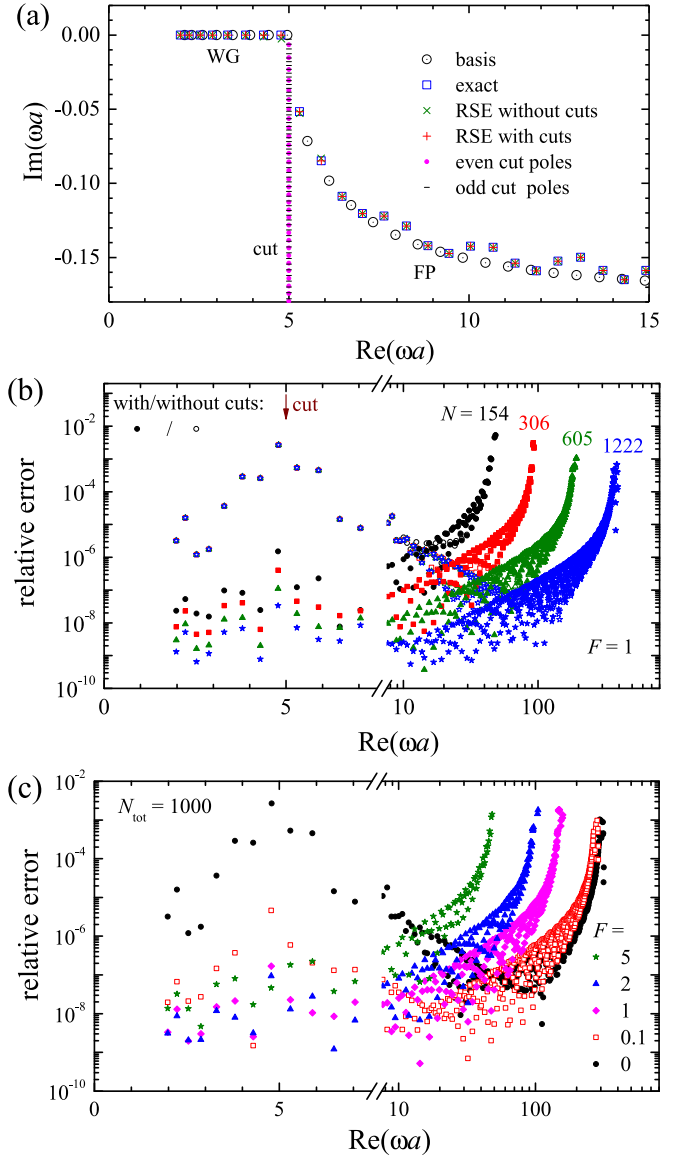 (a)
0.00
-0.05
-0.10
-0.15
Im(ωa)
WG
cut
FP
basis
exact
RSE without cuts
RSE with cuts
even cut poles
odd cut poles
0 5 10 15
Re(ωa)
(b)
with/without cuts:
/
cut
N = 154
306
605
1222
10^-2
10^-4
10^-6
10^-8
10^-10
relative error
F = 1
0 5 10 100
Re(ωa)
(c)
N_tot = 1000
10^-2
10^-4
10^-6
10^-8
10^-10
relative error
F =
5
2
1
0.1
0
0 5 10 100
Re(ωa)